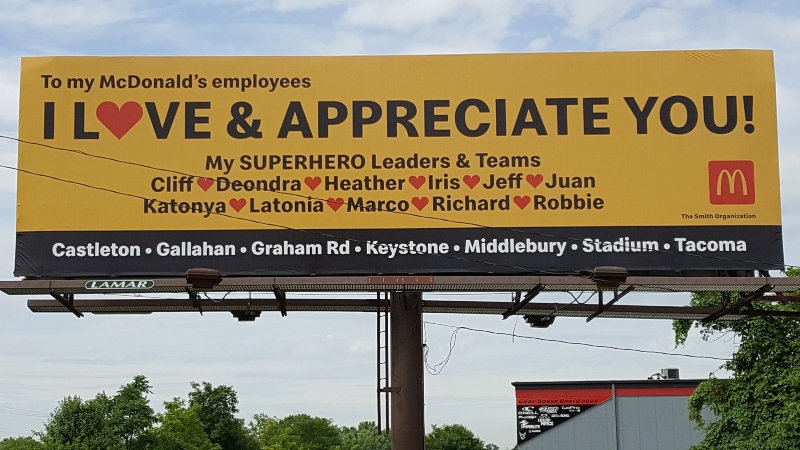 To my McDonald's employees
I L❤VE & APPRECIATE YOU!
My SUPERHERO Leaders & Teams
Cliff❤Deondra❤Heather❤Iris❤Jeff❤Juan
Katonya❤Latonia❤Marco❤Richard❤Robbie
The Smith Organization
Castleton • Gallahan • Graham Rd • Keystone • Middlebury • Stadium • Tacoma
LAMAR